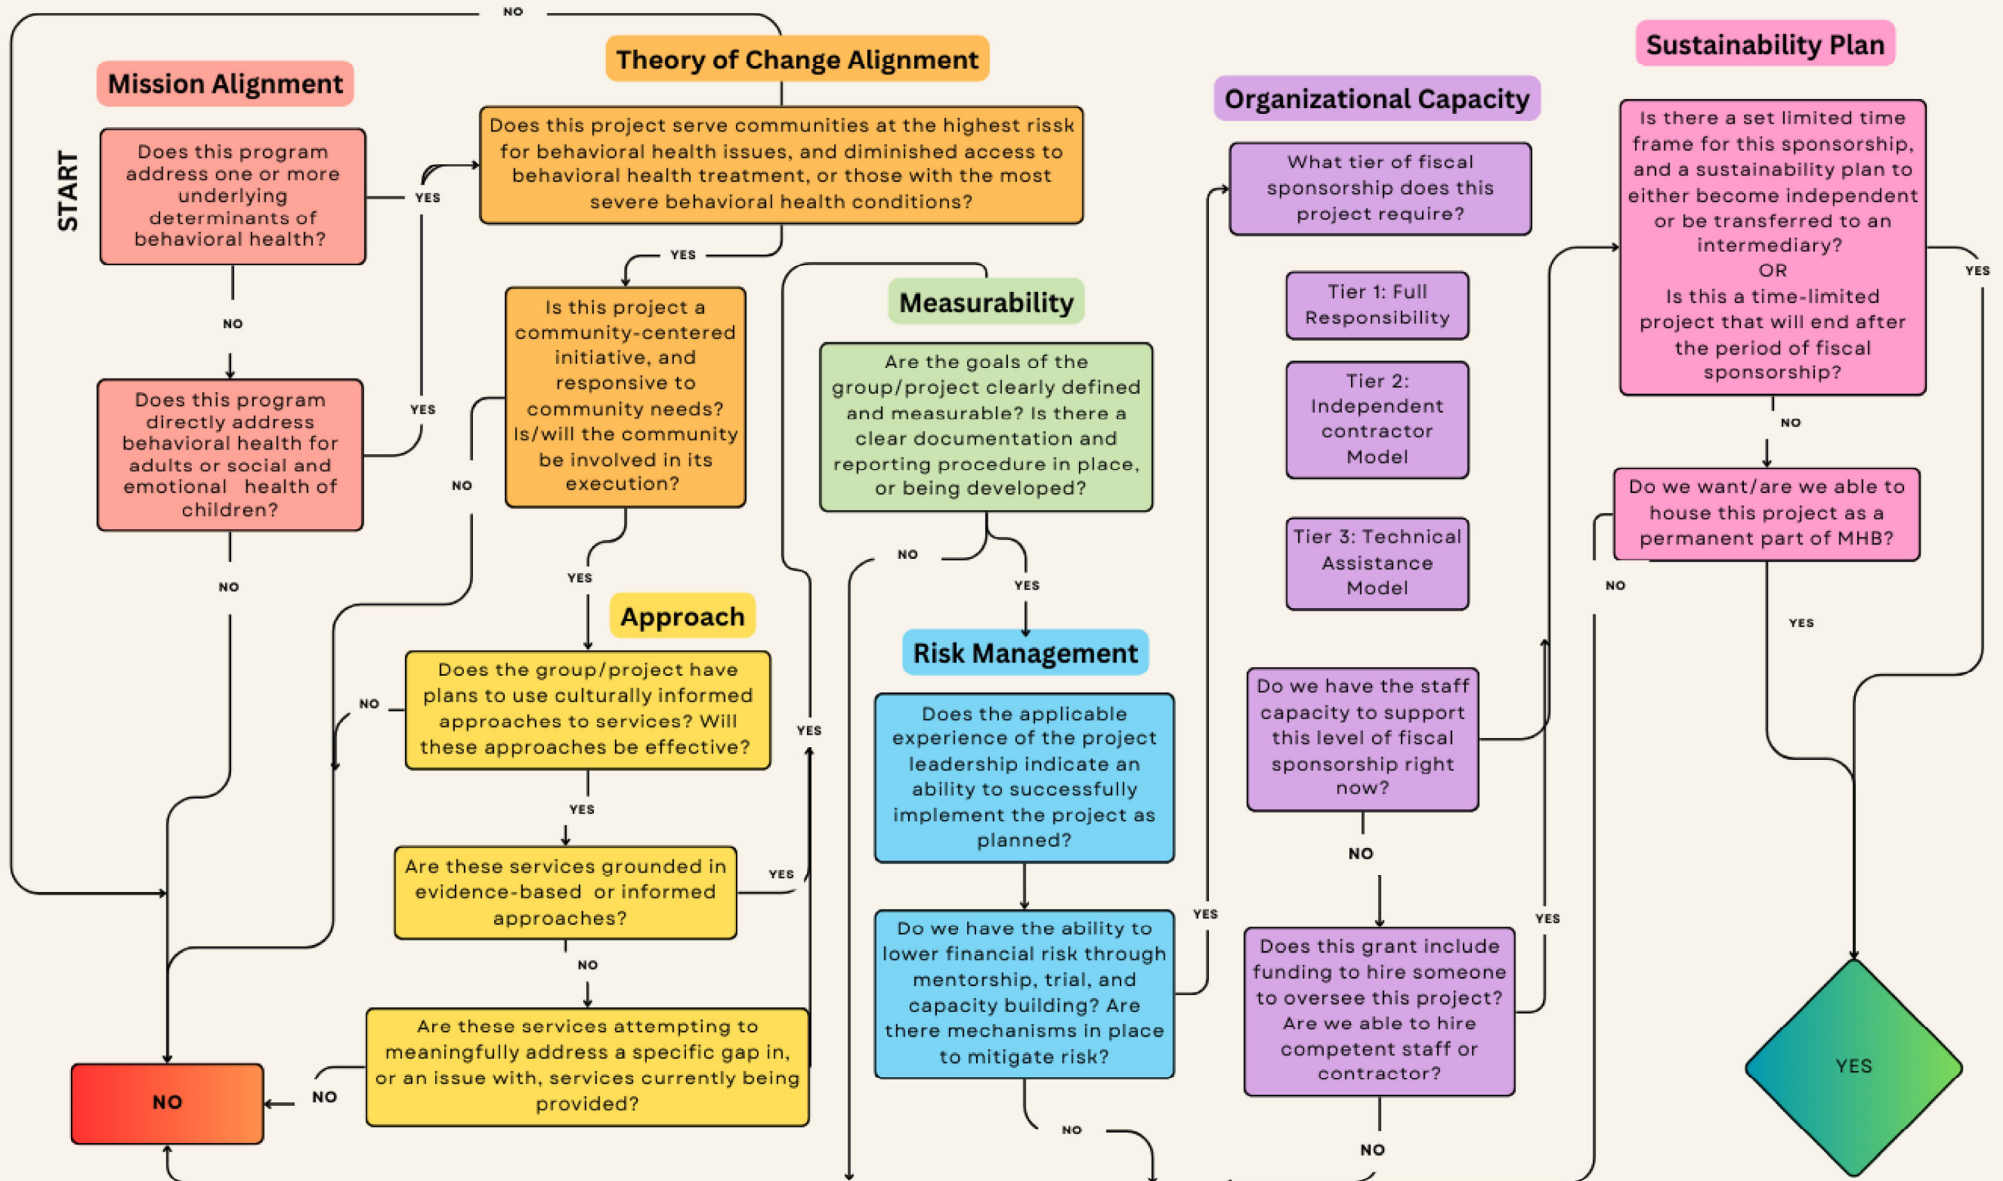 NO
Mission Alignment
START
Does this program
address one or more
underlying
determinants of
behavioral health?
YES
NO
Does this program
directly address
behavioral health for
adults or social and
emotional health of
children?
YES
NO
Theory of Change Alignment
Does this project serve communities at the highest rissk
for behavioral health issues, and diminished access to
behavioral health treatment, or those with the most
severe behavioral health conditions?
YES
Is this project a
community-centered
initiative, and
responsive to
community needs?
Is/will the community
be involved in its
execution?
NO
YES
Approach
Does the group/project have
plans to use culturally informed
approaches to services? Will
these approaches be effective?
NO
YES
Are these services grounded in
evidence-based or informed
approaches?
YES
YES
NO
Are these services attempting to
meaningfully address a specific gap in,
or an issue with, services currently being
provided?
NO
NO
Measurability
Are the goals of the
group/project clearly defined
and measurable? Is there a
clear documentation and
reporting procedure in place,
or being developed?
NO
YES
Risk Management
Does the applicable
experience of the project
leadership indicate an
ability to successfully
implement the project as
planned?
Do we have the ability to
lower financial risk through
mentorship, trial, and
capacity building? Are
there mechanisms in place
to mitigate risk?
YES
NO
Organizational Capacity
What tier of fiscal
sponsorship does this
project require?
Tier 1: Full
Responsibility
Tier 2:
Independent
contractor
Model
Tier 3: Technical
Assistance
Model
Do we have the staff
capacity to support
this level of fiscal
sponsorship right
now?
NO
YES
Does this grant include
funding to hire someone
to oversee this project?
Are we able to hire
competent staff or
contractor?
NO
Sustainability Plan
Is there a set limited time
frame for this sponsorship,
and a sustainability plan to
either become independent
or be transferred to an
intermediary?
OR
Is this a time-limited
project that will end after
the period of fiscal
sponsorship?
YES
NO
Do we want/are we able to
house this project as a
permanent part of MHB?
NO
YES
YES